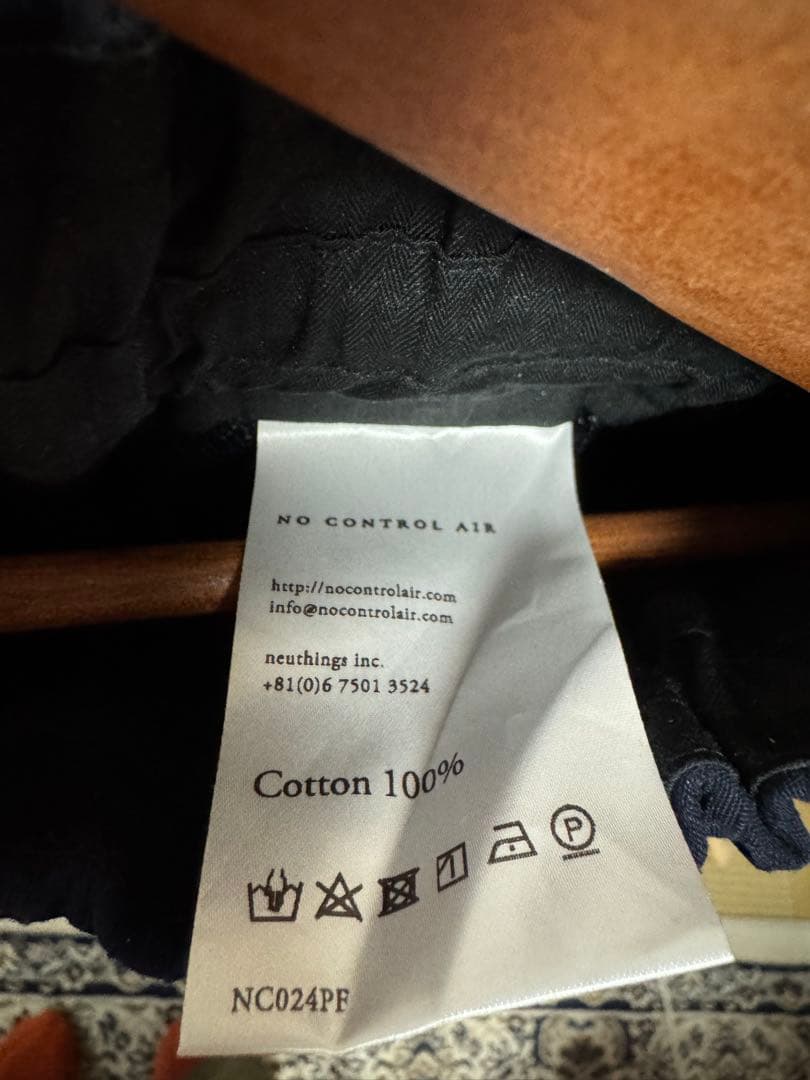 NO CONTROL AIR
http://nocontrolair.com
info@nocontrolair.com
neuthings inc.
+81(0)6 7501 3524
Cotton 100%
P
NC024PF